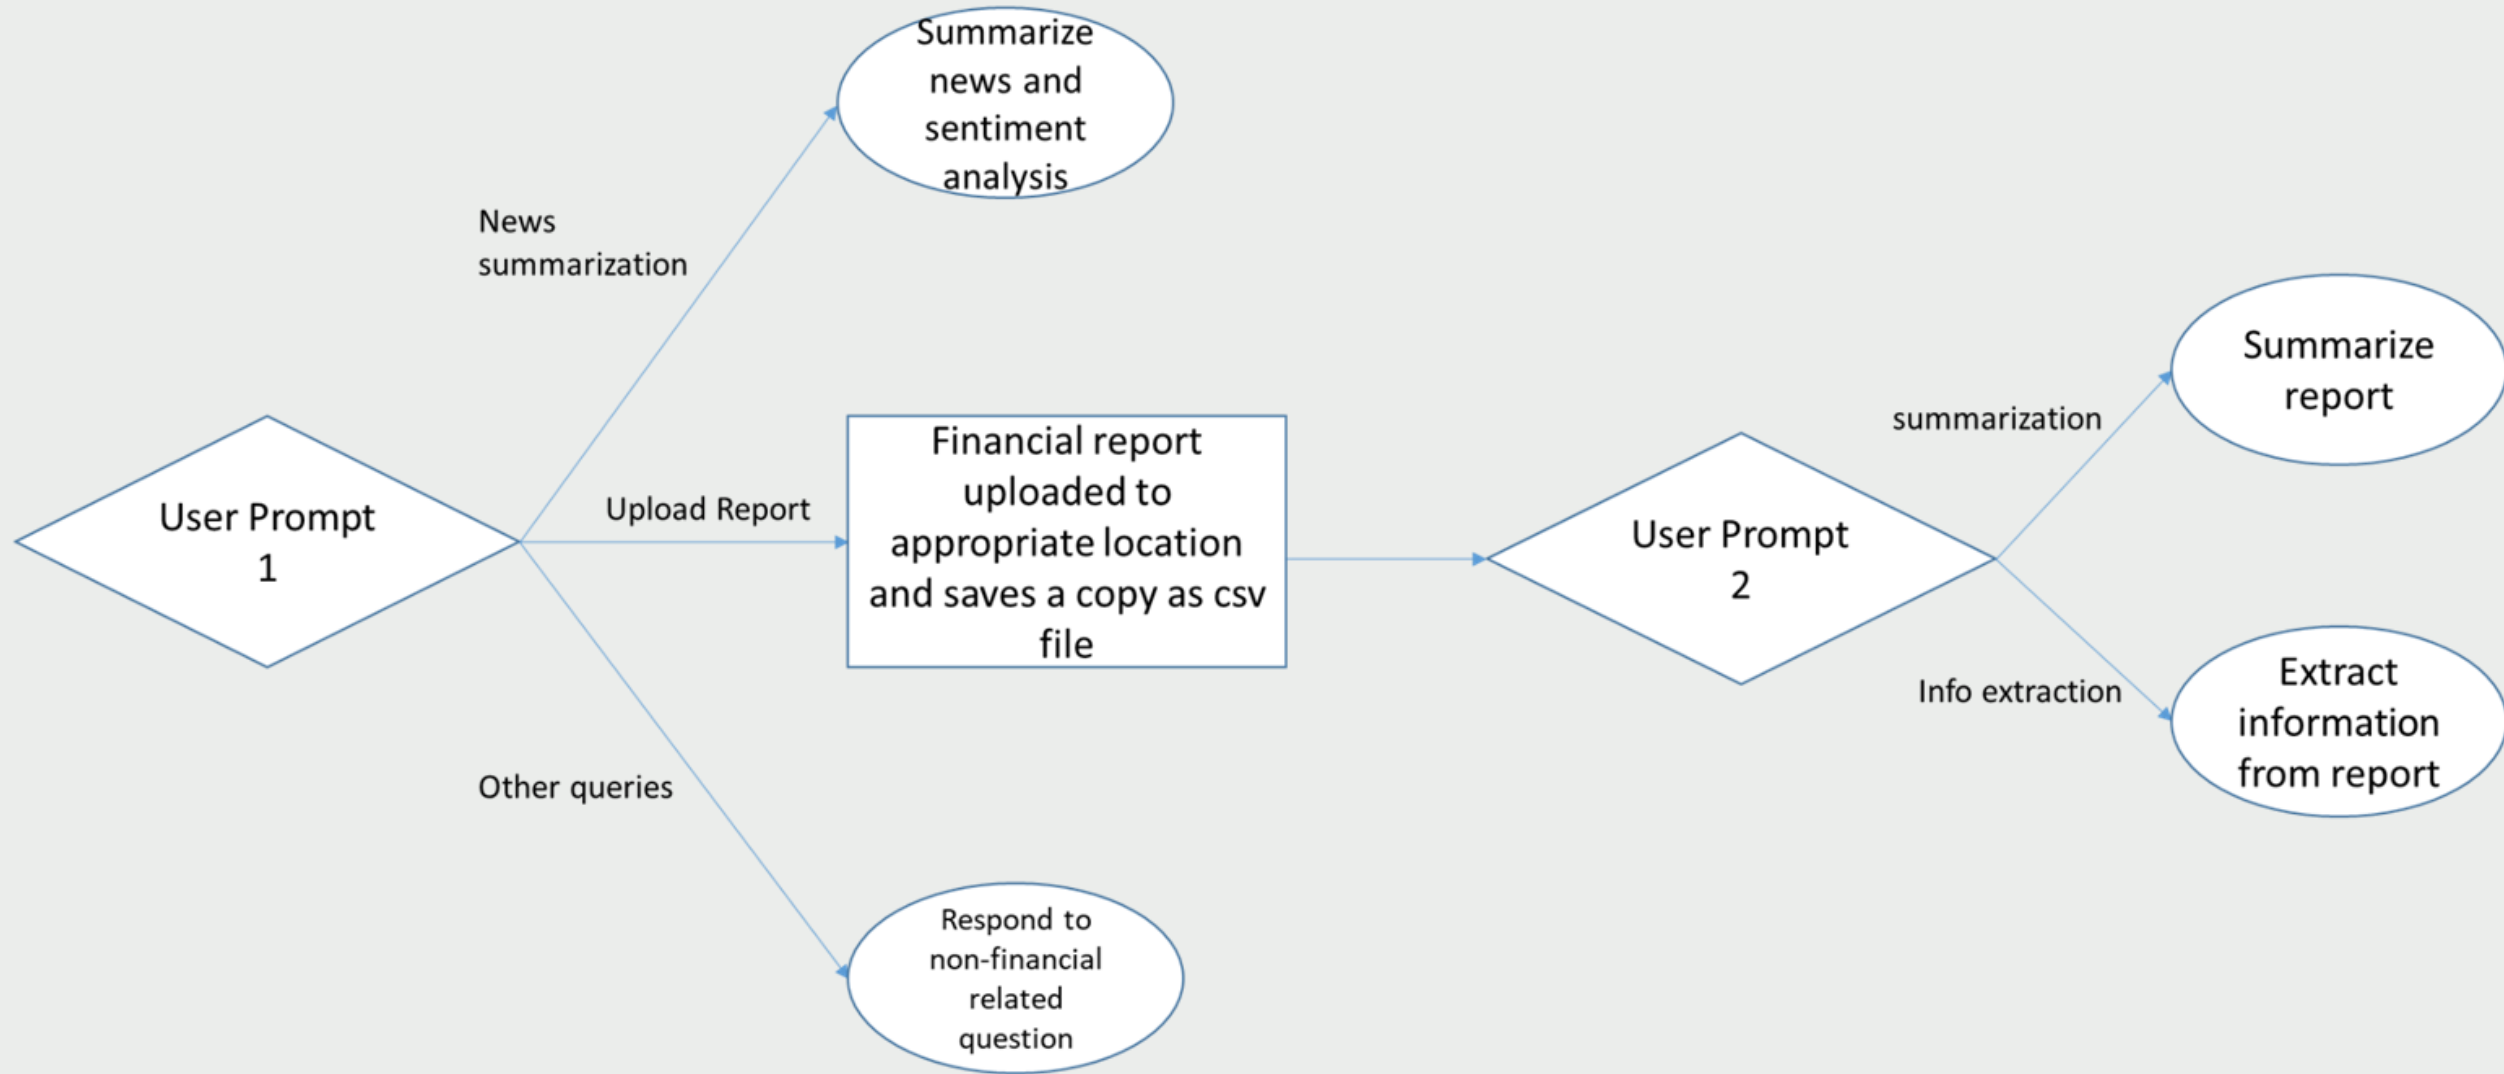 Summarize
news and
sentiment
analysis
News
summarization
User Prompt
1
Upload Report
Financial report
uploaded to
appropriate location
and saves a copy as csv
file
Other queries
Respond to
non-financial
related
question
User Prompt
2
summarization
Summarize
report
Info extraction
Extract
information
from report